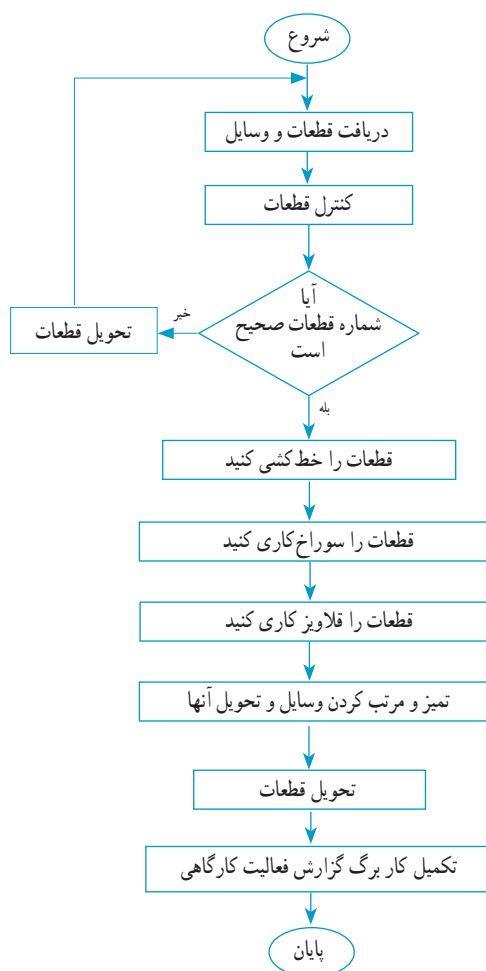 شروع
دریافت قطعات و وسایل
کنترل قطعات
آیا
شماره قطعات صحیح
است
خیر
تحویل قطعات
بله
قطعات را خط‌کشی کنید
قطعات را سوراخ‌کاری کنید
قطعات را قلاویز کاری کنید
تمیز و مرتب کردن وسایل و تحویل آنها
تحویل قطعات
تکمیل کار برگ گزارش فعالیت کارگاهی
پایان